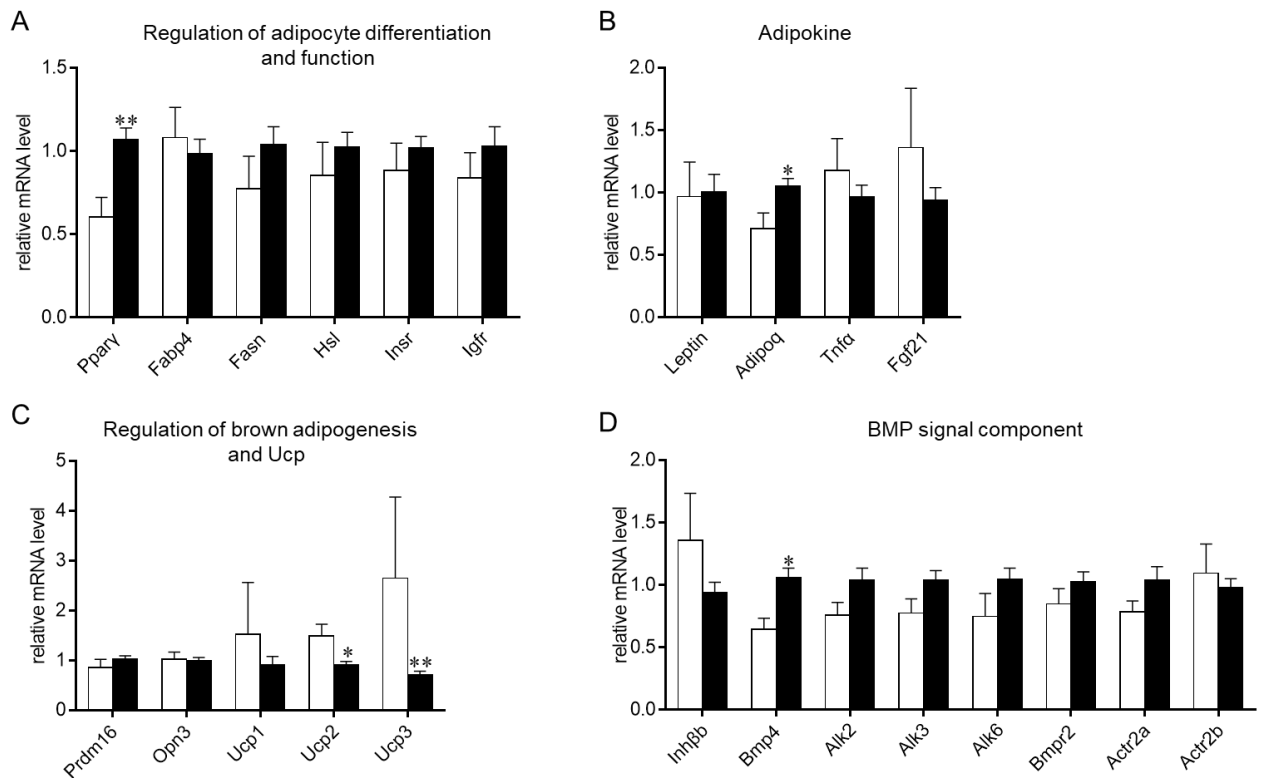 A
Regulation of adipocyte differentiation
and function
relative mRNA level
1.5
1.0
0.5
0.0
**
Pparγ
Fabp4
Fasn
Hsl
Insr
Igfr
B
Adipokine
relative mRNA level
2.0
1.5
1.0
0.5
0.0
*
Leptin
Adipoq
Tnfα
Fgf21
C
Regulation of brown adipogenesis
and Ucp
relative mRNA level
5
4
3
2
1
0
*
**
Prdm16
Opn3
Ucp1
Ucp2
Ucp3
D
BMP signal component
relative mRNA level
2.0
1.5
1.0
0.5
0.0
*
Inhβb
Bmp4
Alk2
Alk3
Alk6
Bmpr2
Actr2a
Actr2b